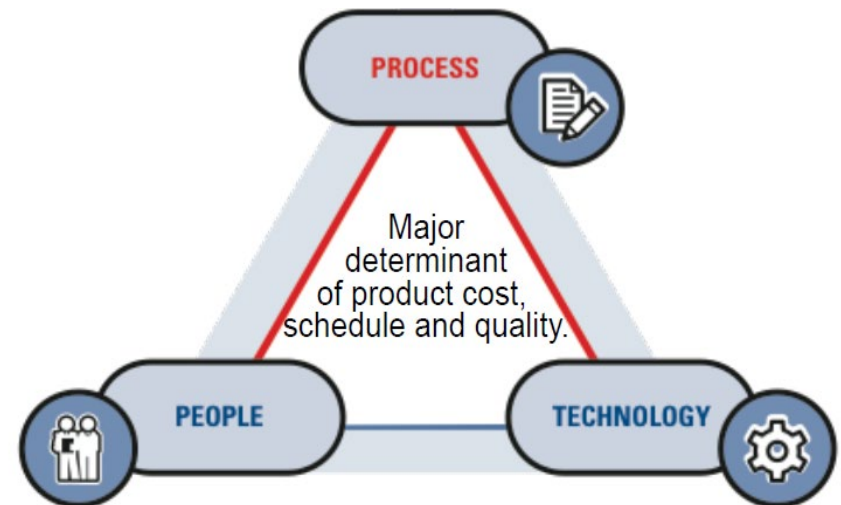 PROCESS
Major
determinant
of product cost,
schedule and quality.
PEOPLE
TECHNOLOGY